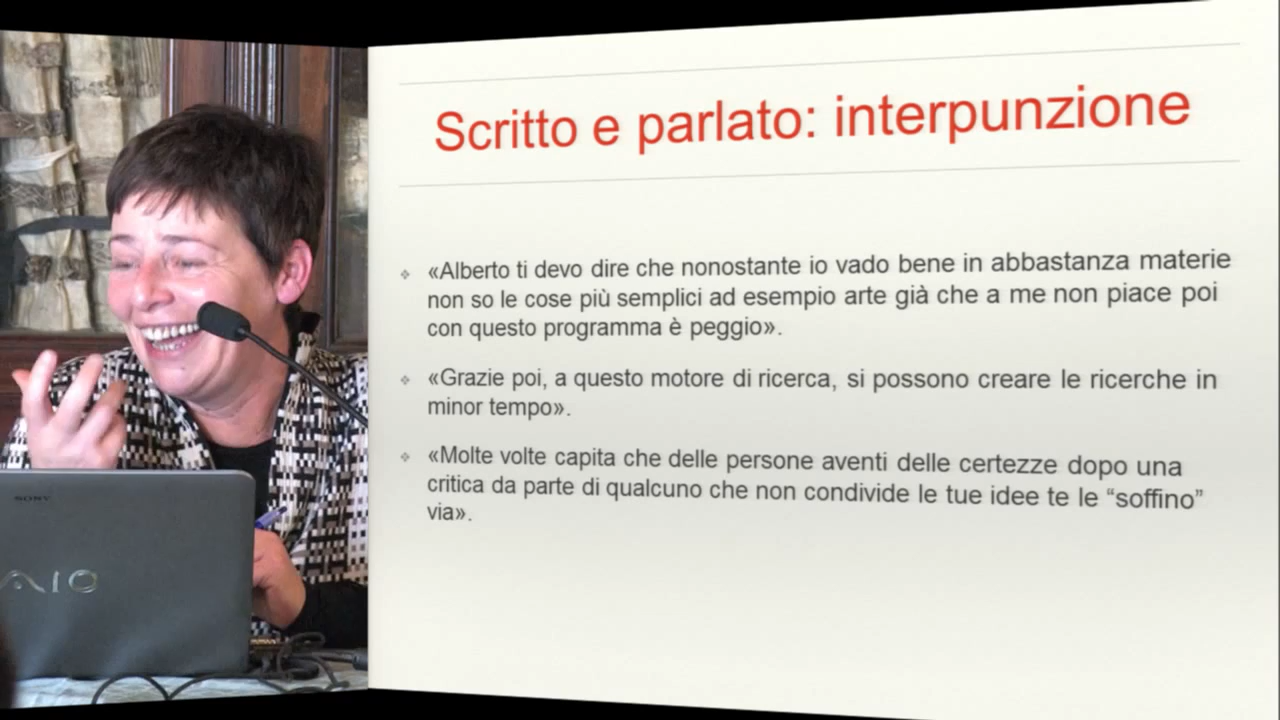 Scritto e parlato: interpunzione
«Alberto ti devo dire che nonostante io vado bene in abbastanza materie
non so le cose più semplici ad esempio arte già che a me non piace poi
con questo programma è peggio».
«Grazie poi, a questo motore di ricerca, si possono creare le ricerche in
minor tempo».
«Molte volte capita che delle persone aventi delle certezze dopo una
critica da parte di qualcuno che non condivide le tue idee te le “soffino”
via».
SONY
AIO